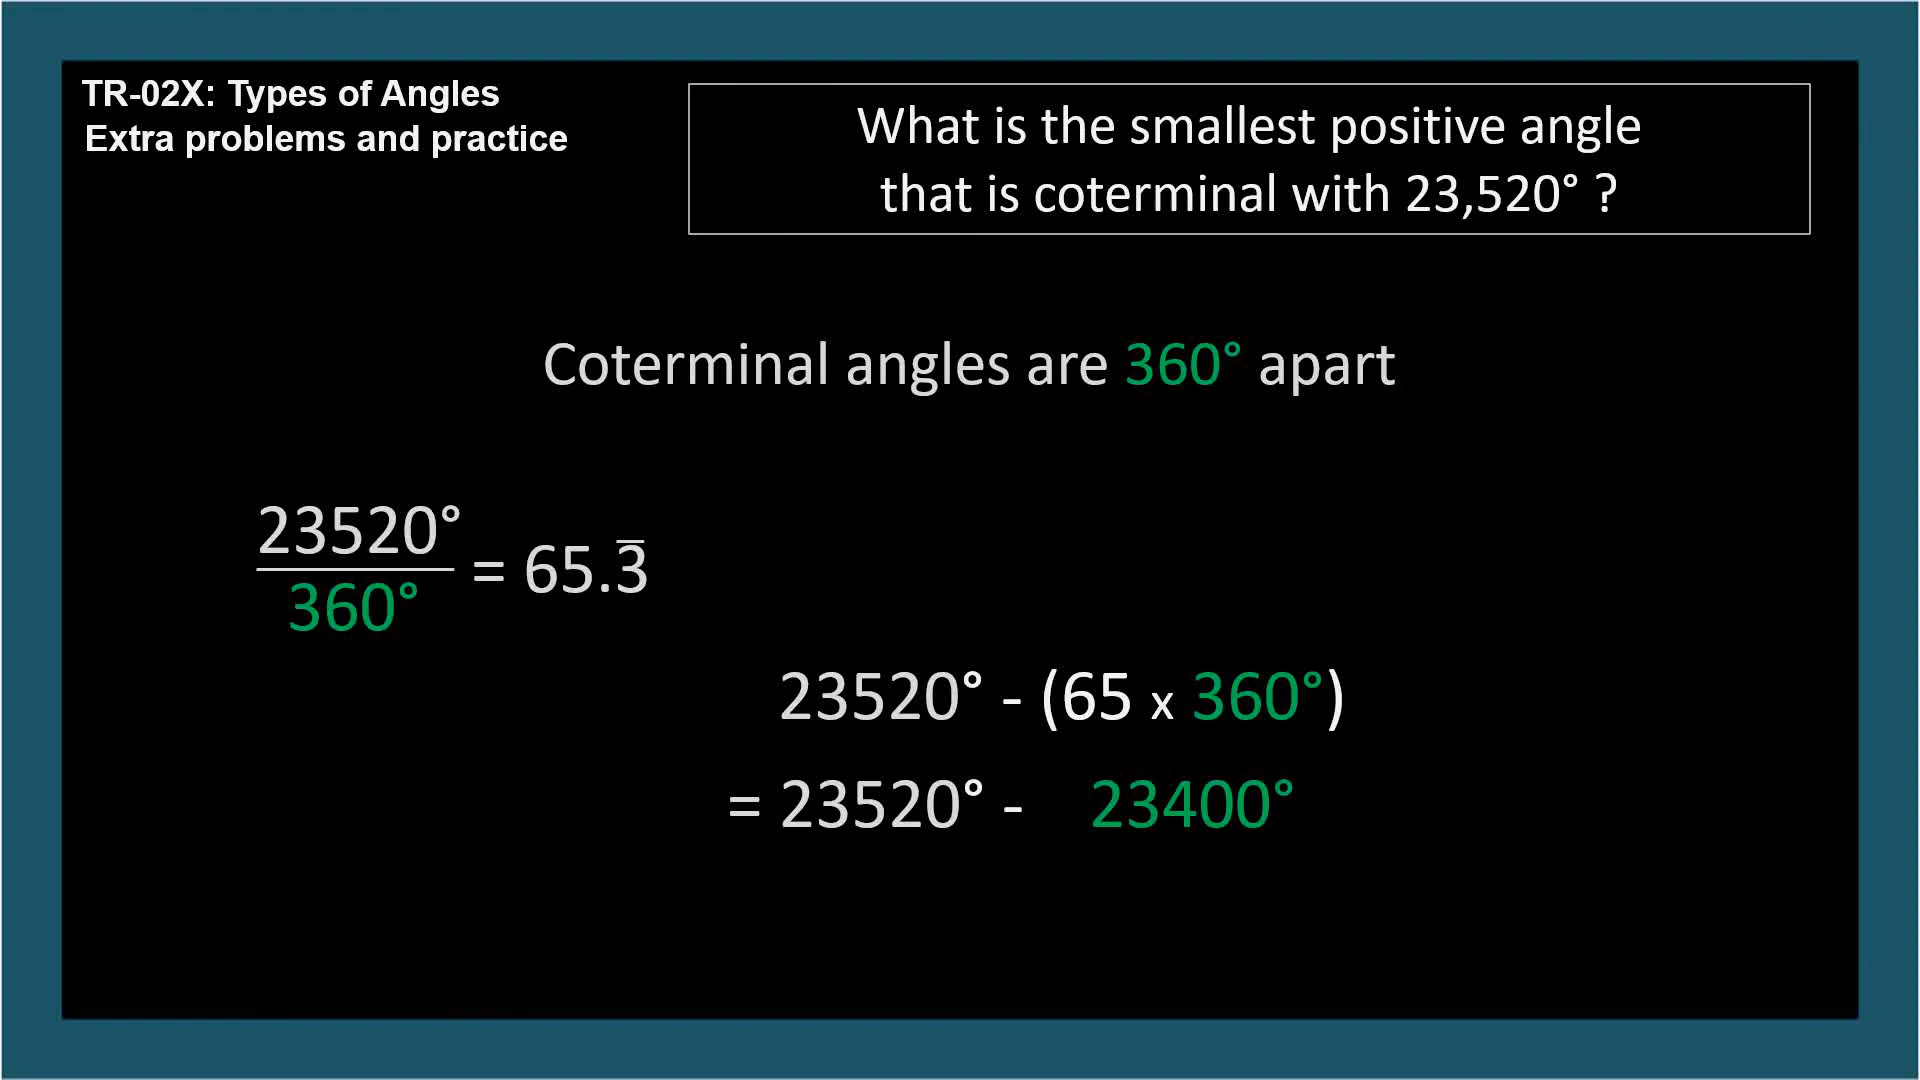 TR-02X: Types of Angles
Extra problems and practice
What is the smallest positive angle
that is coterminal with 23,520° ?
Coterminal angles are 360° apart
23520°
360°
= 65.3̅
23520° - (65 x 360°)
= 23520° - 23400°